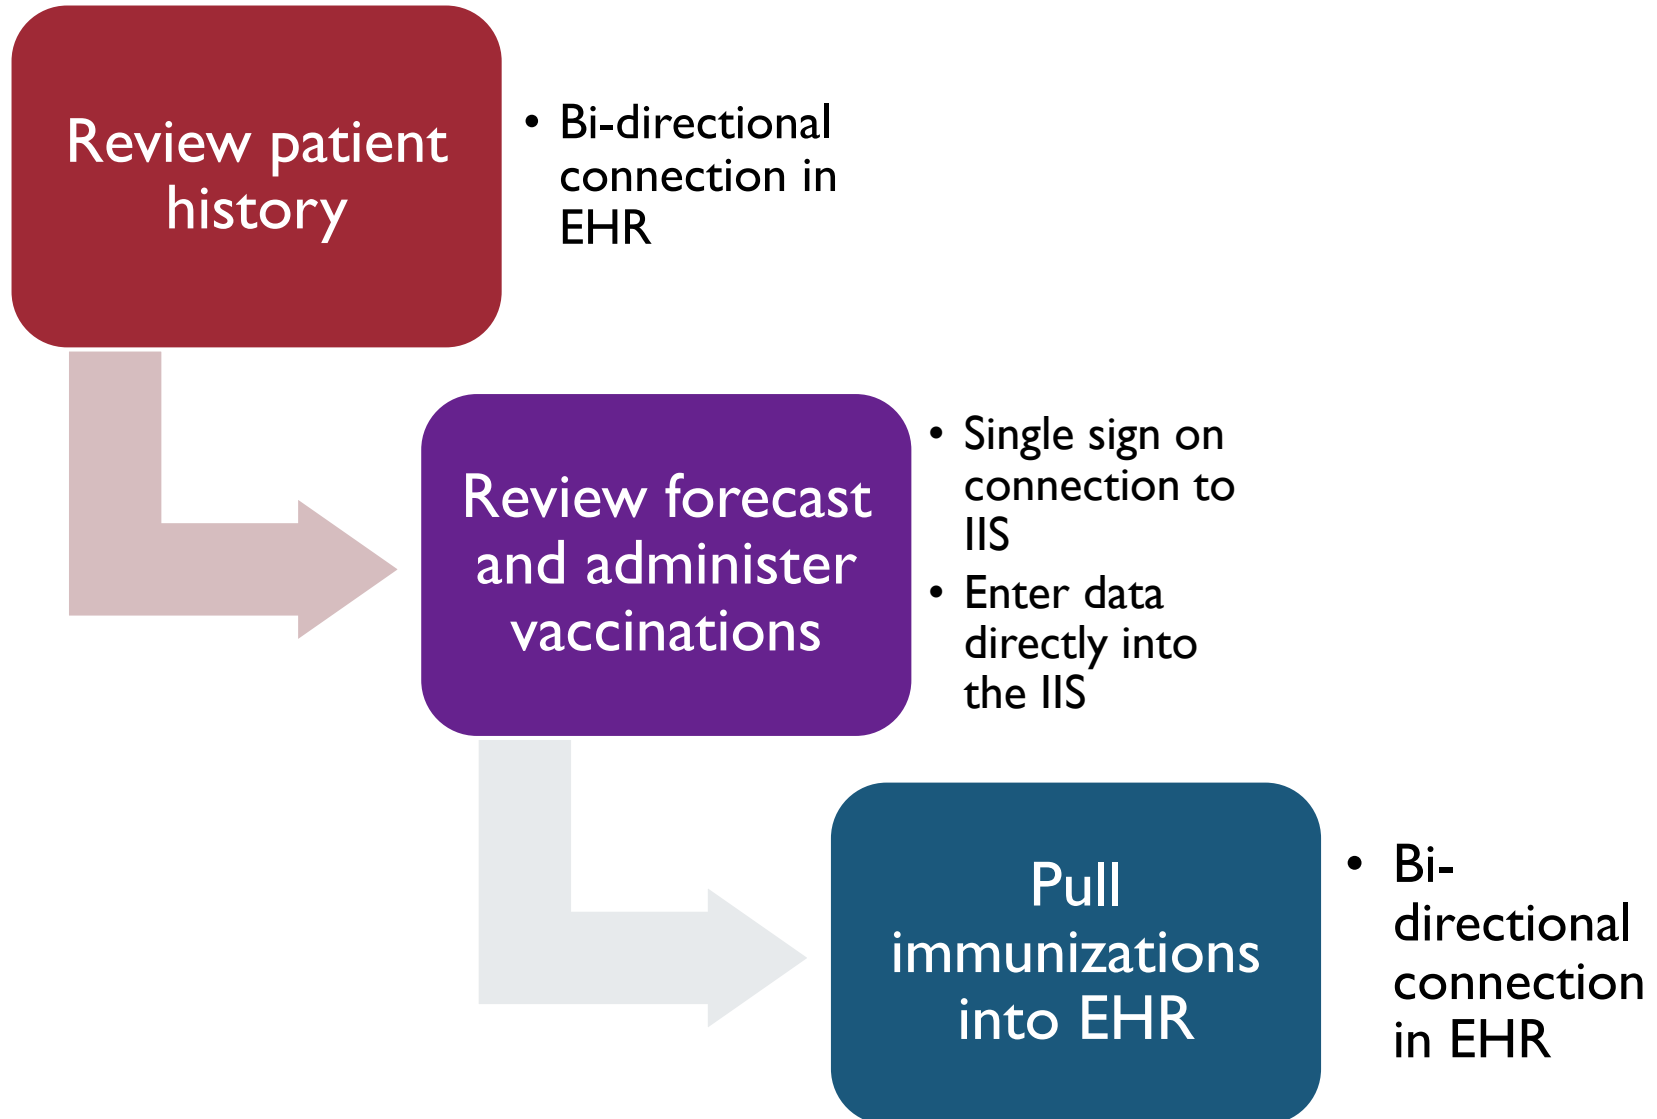 Review patient
history
• Bi-directional
connection in
EHR
Review forecast
and administer
vaccinations
• Single sign on
connection to
IIS
• Enter data
directly into
the IIS
Pull
immunizations
into EHR
• Bi-
directional
connection
in EHR